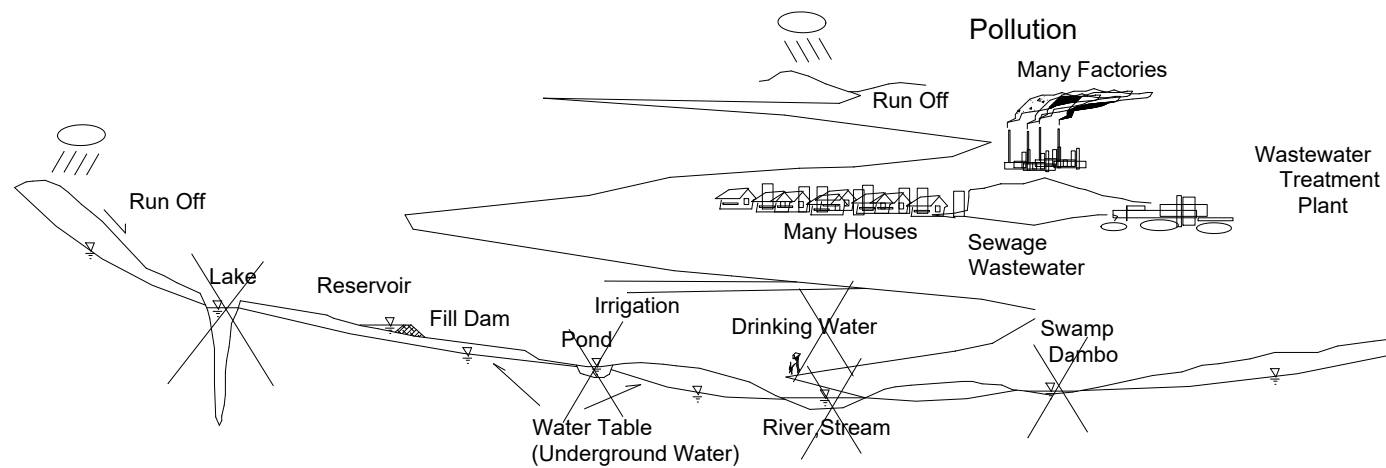 Pollution
Many Factories
Run Off
Wastewater
Treatment
Plant
Run Off
Many Houses
Sewage
Wastewater
Lake
Reservoir
Irrigation
Fill Dam
Drinking Water
Swamp
Dambo
Pond
Water Table
(Underground Water)
River,Stream